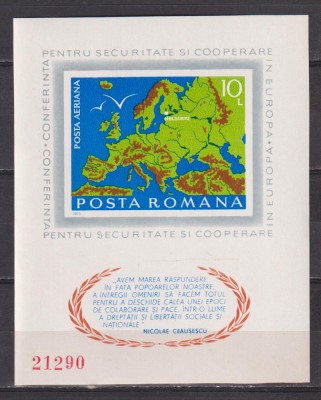 PENTRU SECURITATE SI COOPERARE
IN EUROPA • CONFERINTA
PENTRU SECURITATE SI COOPERARE
IN EUROPA • CONFERINTA
POSTA AERIANA
10
L
HELSINKI
POSTA ROMANA
„AVEM MAREA RĂSPUNDERE
ÎN FAȚA POPOARELOR NOASTRE
A ÎNTREGII OMENIRI SĂ FACEM TOTUL
PENTRU A DESCHIDE CALEA UNEI EPOCI
DE COLABORARE ȘI PACE, ÎNTR-O LUME
A DREPTĂȚII ȘI LIBERTĂȚII SOCIALE ȘI
NAȚIONALE."
NICOLAE CEAUȘESCU
21290